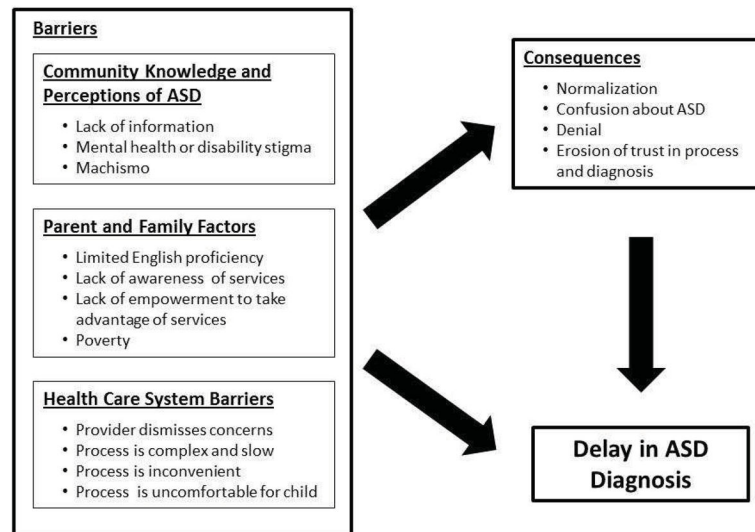 Barriers
Community Knowledge and
Perceptions of ASD
• Lack of information
• Mental health or disability stigma
• Machismo
Parent and Family Factors
• Limited English proficiency
• Lack of awareness of services
• Lack of empowerment to take
advantage of services
• Poverty
Health Care System Barriers
• Provider dismisses concerns
• Process is complex and slow
• Process is inconvenient
• Process is uncomfortable for child
Consequences
• Normalization
• Confusion about ASD
• Denial
• Erosion of trust in process
and diagnosis
Delay in ASD
Diagnosis